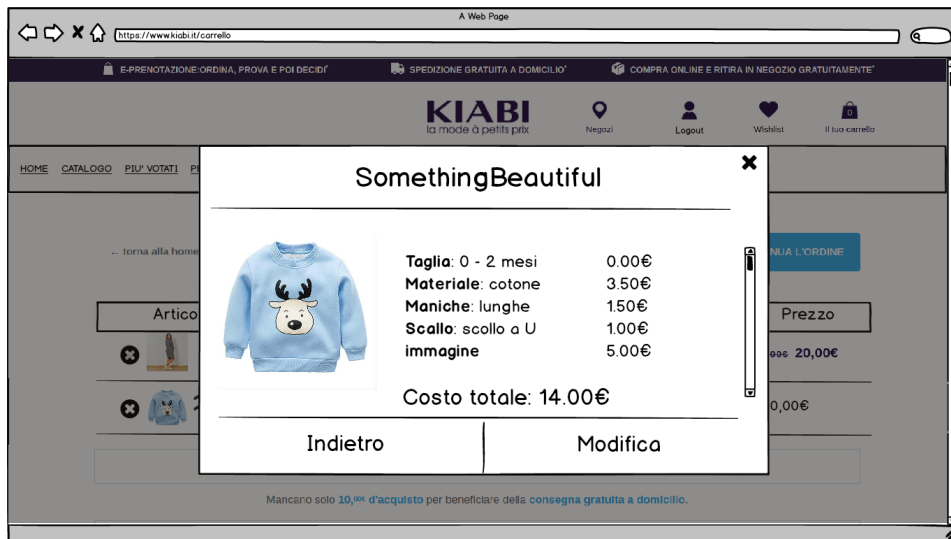 A Web Page
https://www.kiabi.it/carrello
E-PRENOTAZIONE:ORDINA, PROVA E POI DECIDI*
SPEDIZIONE GRATUITA A DOMICILIO*
COMPRA ONLINE E RITIRA IN NEGOZIO GRATUITAMENTE*
KIABI
la mode à petits prix
Negozi
Logout
Wishlist
0
Il tuo carrello
HOME CATALOGO PIU' VOTATI
SomethingBeautiful
← torna alla home
NUA L'ORDINE
Taglia: 0 - 2 mesi 0.00€
Materiale: cotone 3.50€
Maniche: lunghe 1.50€
Scallo: scollo a U 1.00€
immagine 5.00€
Costo totale: 14.00€
Artico
Prezzo
20,00€
0,00€
Indietro
Modifica
Mancano solo 10,00€ d'acquisto per beneficiare della consegna gratuita a domicilio.